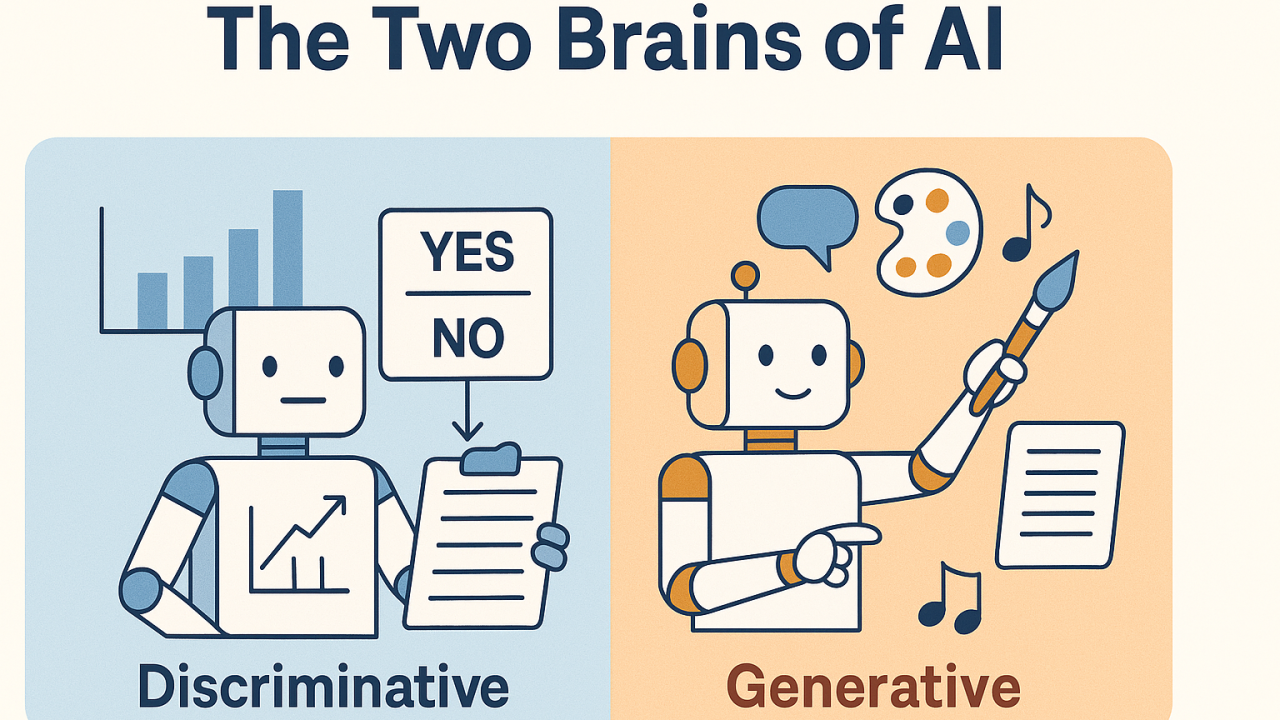 The Two Brains of AI
YES
NO
Discriminative
Generative